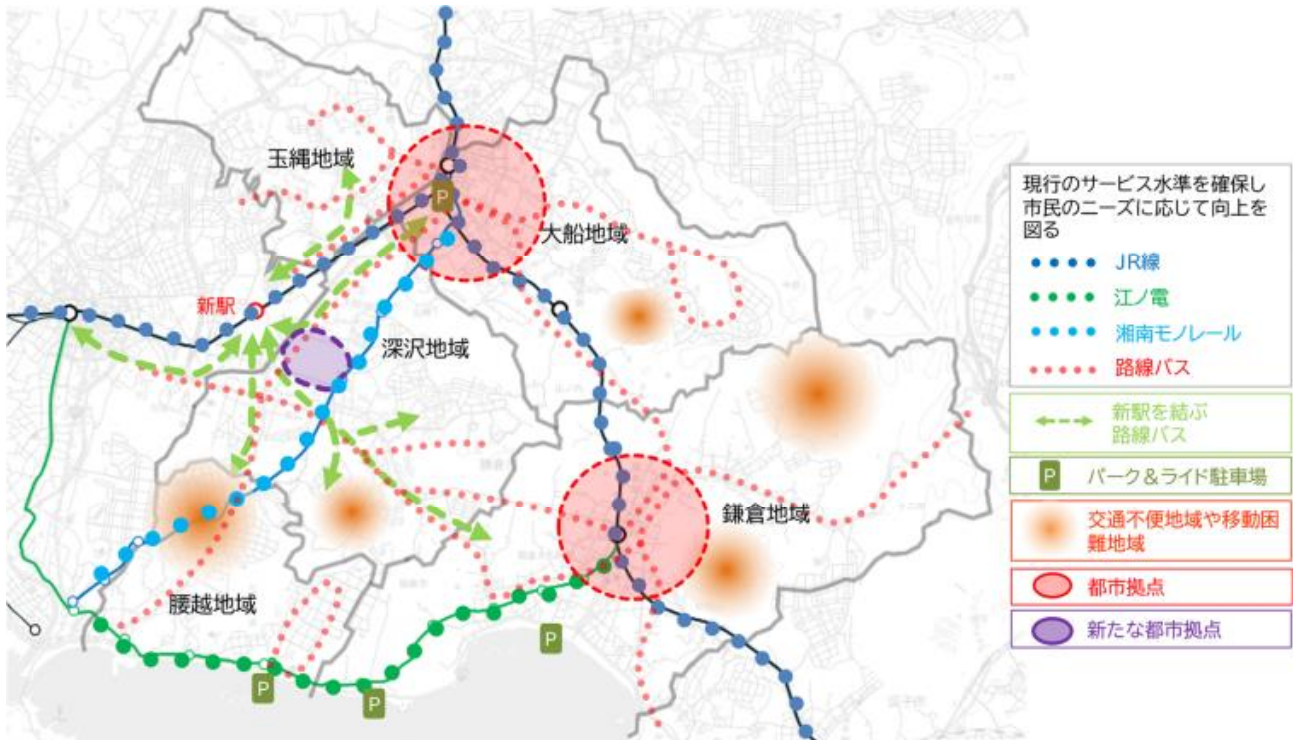 玉縄地域
P
大船地域
新駅
深沢地域
鎌倉地域
腰越地域
P
P
P
現行のサービス水準を確保し
市民のニーズに応じて向上を
図る
JR線
江ノ電
湘南モノレール
路線バス
新駅を結ぶ
路線バス
P
パーク&ライド駐車場
交通不便地域や移動困
難地域
都市拠点
新たな都市拠点